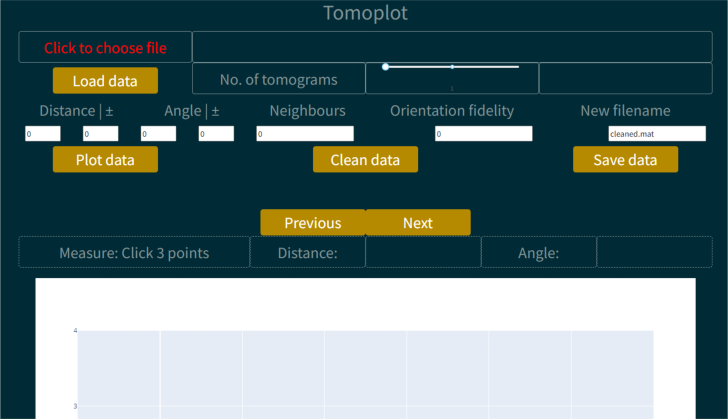 Tomoplot
Click to choose file
Load data
No. of tomograms
1
Distance | ±
Angle | ±
Neighbours
Orientation fidelity
New filename
0
0
0
0
0
0
cleaned.mat
Plot data
Clean data
Save data
Previous
Next
Measure: Click 3 points
Distance:
Angle:
4
3